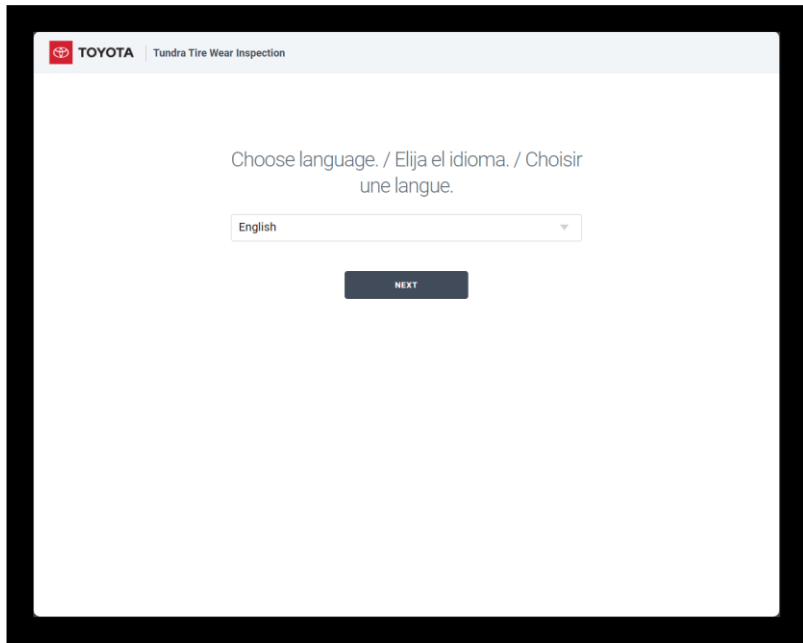 TOYOTA Tundra Tire Wear Inspection
Choose language. / Elija el idioma. / Choisir
une langue.
English
NEXT